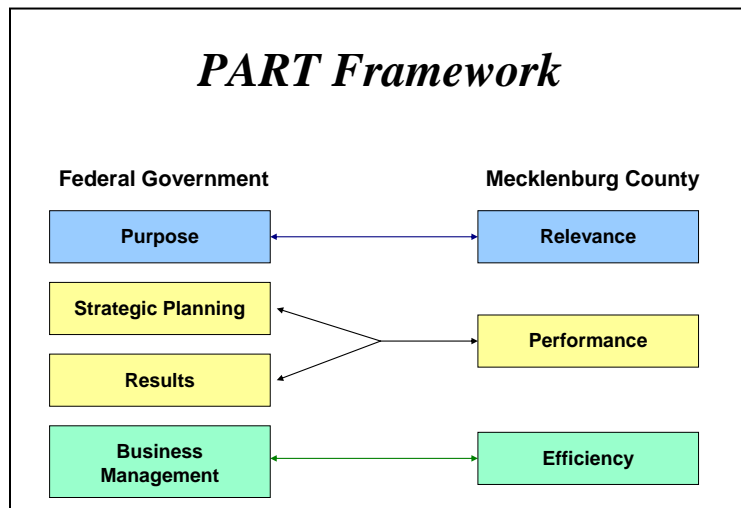 PART Framework
Federal Government
Mecklenburg County
Purpose
Relevance
Strategic Planning
Performance
Results
Business
Management
Efficiency